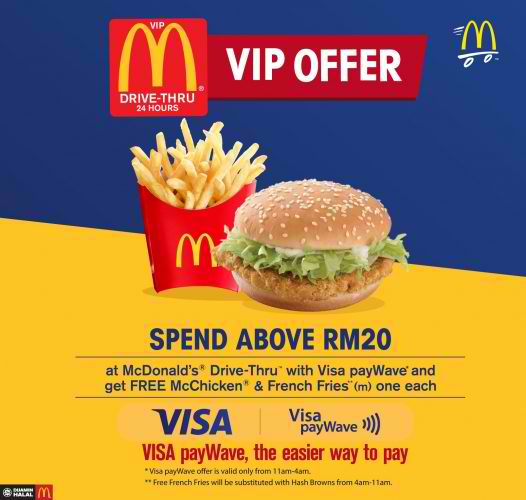 VIP
DRIVE-THRU
24 HOURS
®
VIP OFFER
SPEND ABOVE RM20
at McDonald's® Drive-Thru™ with Visa payWave* and
get FREE McChicken® & French Fries**(m) one each
VISA
Visa
payWave
VISA payWave, the easier way to pay
* Visa payWave offer is valid only from 11am-4am.
** Free French Fries will be substituted with Hash Browns from 4am-11am.
DIJAMIN
HALAL